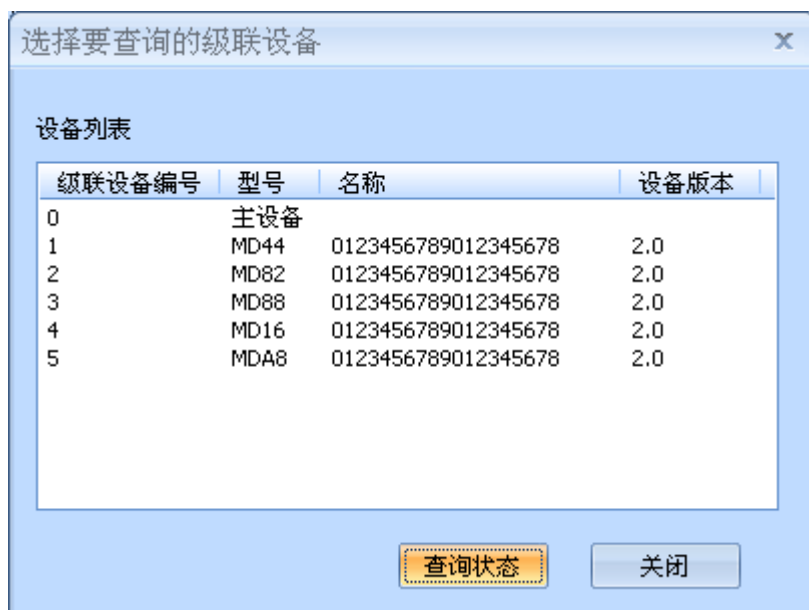 选择要查询的级联设备
设备列表
级联设备编号 型号 名称 设备版本
0 主设备
1 MD44 0123456789012345678 2.0
2 MD82 0123456789012345678 2.0
3 MD88 0123456789012345678 2.0
4 MD16 0123456789012345678 2.0
5 MDA8 0123456789012345678 2.0
查询状态 关闭